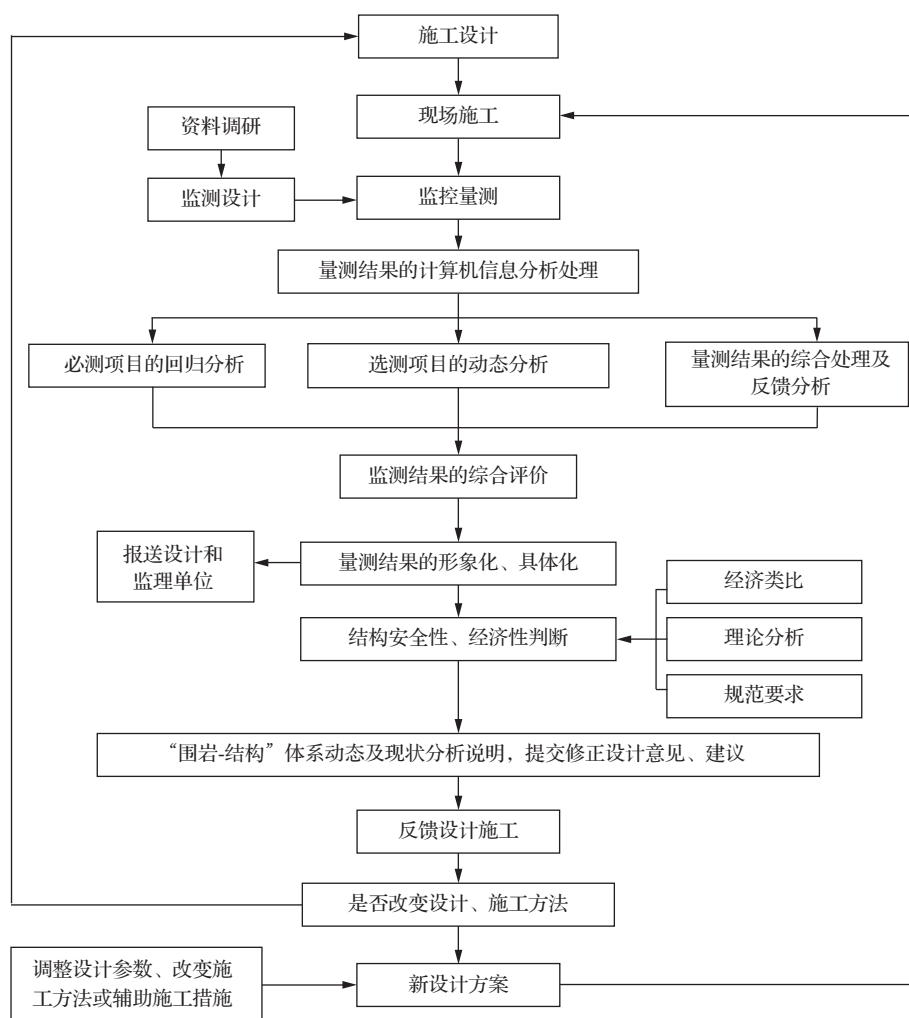 施工设计
现场施工
资料调研
监测设计
监控量测
量测结果的计算机信息分析处理
必测项目的回归分析
选测项目的动态分析
量测结果的综合处理及
反馈分析
监测结果的综合评价
报送设计和
监理单位
量测结果的形象化、具体化
经济类比
结构安全性、经济性判断
理论分析
规范要求
“围岩-结构”体系动态及现状分析说明，提交修正设计意见、建议
反馈设计施工
是否改变设计、施工方法
调整设计参数、改变施
工方法或辅助施工措施
新设计方案